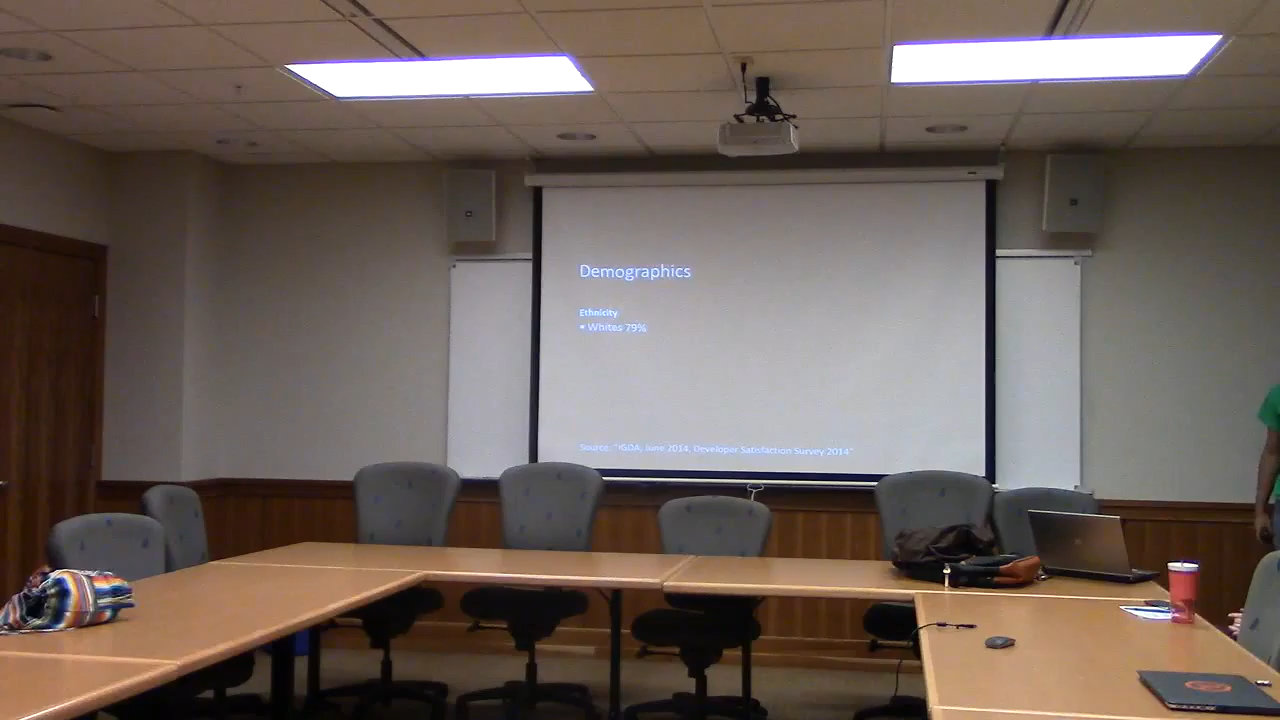 Demographics
Ethnicity
• Whites 79%
Source: "IGDA, June 2014, Developer Satisfaction Survey 2014"